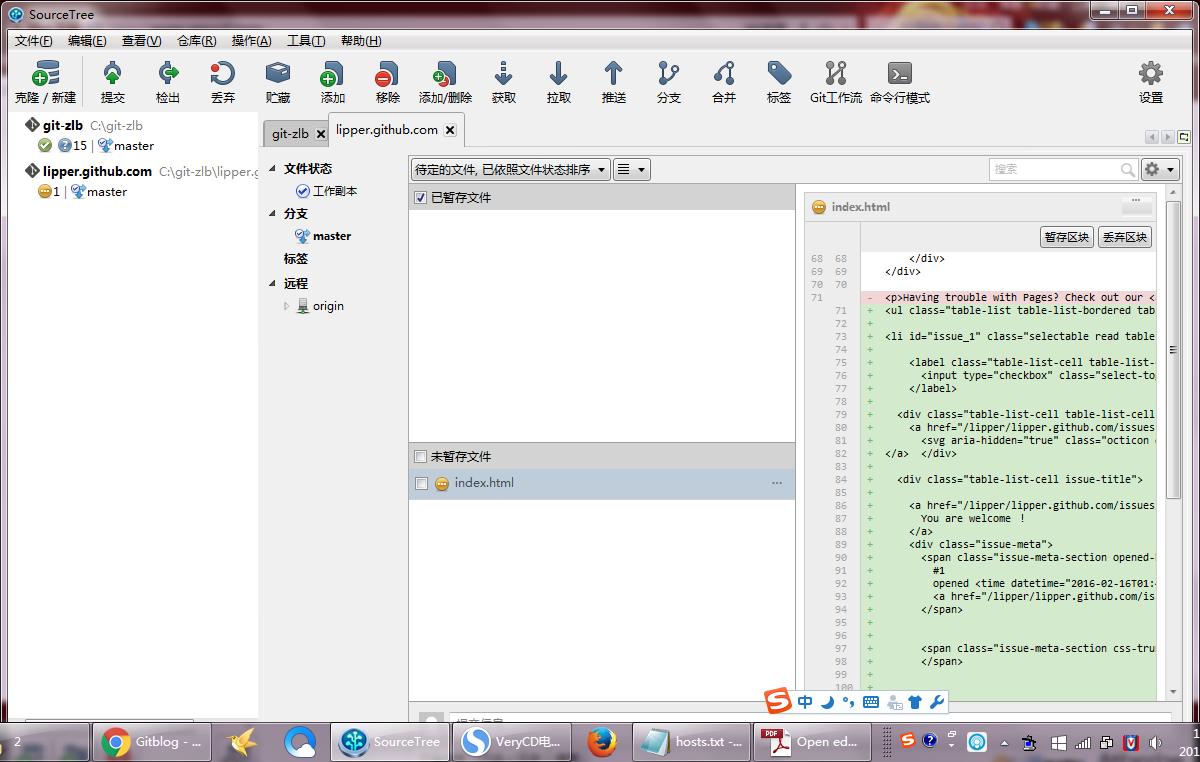 SourceTree
文件(F) 编辑(E) 查看(V) 仓库(R) 操作(A) 工具(T) 帮助(H)
克隆 / 新建 提交 检出 丢弃 贮藏 添加 移除 添加/删除 获取 拉取 推送 分支 合并 标签 Git工作流 命令行模式 设置
git-zlb C:\git-zlb
15 | master
lipper.github.com C:\git-zlb\lipper.g
1 | master
git-zlb lipper.github.com
文件状态
工作副本
分支
master
标签
远程
origin
待定的文件, 已依照文件状态排序
搜索
已暂存文件
未暂存文件
index.html ...
index.html ...
暂存区块 丢弃区块
68 68 </div>
69 69 </div>
70 70
71 - <p>Having trouble with Pages? Check out our <
71 + <ul class="table-list table-list-bordered tab
72 +
73 + <li id="issue_1" class="selectable read table
74 +
75 + <label class="table-list-cell table-list-
76 + <input type="checkbox" class="select-to
77 + </label>
78 +
79 + <div class="table-list-cell table-list-cell
80 + <a href="/lipper/lipper.github.com/issues
81 + <svg aria-hidden="true" class="octicon
82 + </a> </div>
83 +
84 + <div class="table-list-cell issue-title">
85 +
86 + <a href="/lipper/lipper.github.com/issues
87 + You are welcome !
88 + </a>
89 + <div class="issue-meta">
90 + <span class="issue-meta-section opened-
91 + #1
92 + opened <time datetime="2016-02-16T01:
93 + <a href="/lipper/lipper.github.com/is
94 + </span>
95 +
96 +
97 + <span class="issue-meta-section css-tru
98 + </span>
99 +
100 +
中
2 Gitblog - ... SourceTree VeryCD电... hosts.txt -... PDF Open ed...